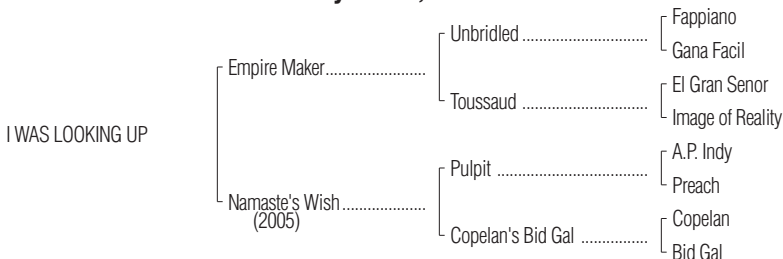 Fappiano
Unbridled
Gana Facil
Empire Maker
El Gran Senor
Toussaud
Image of Reality
I WAS LOOKING UP
A.P. Indy
Pulpit
Preach
Namaste's Wish
(2005)
Copelan
Copelan's Bid Gal
Bid Gal